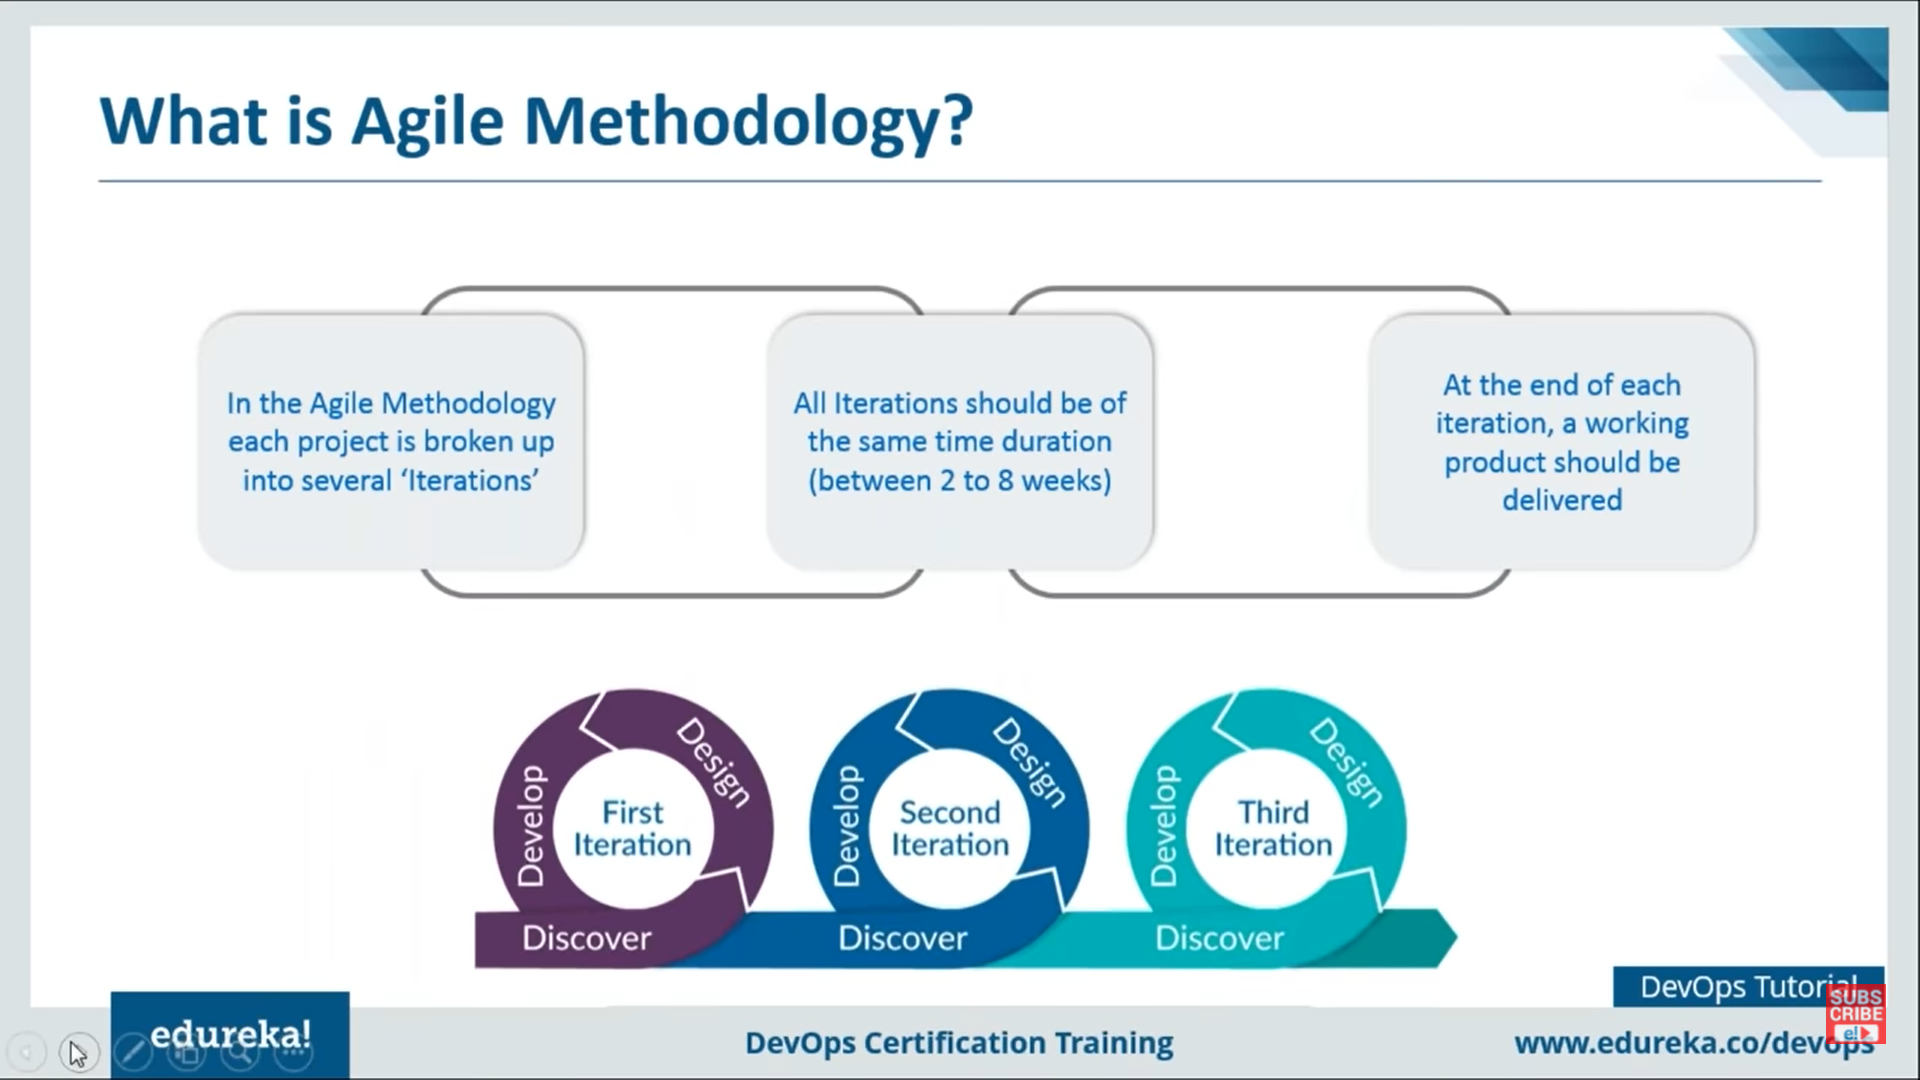 What is Agile Methodology?
In the Agile Methodology
each project is broken up
into several ‘Iterations’
All Iterations should be of
the same time duration
(between 2 to 8 weeks)
At the end of each
iteration, a working
product should be
delivered
Develop
Design
First
Iteration
Discover
Develop
Design
Second
Iteration
Discover
Develop
Design
Third
Iteration
Discover
DevOps Tutorial
SUBS
CRIBE
e!
edureka!
DevOps Certification Training
www.edureka.co/devops